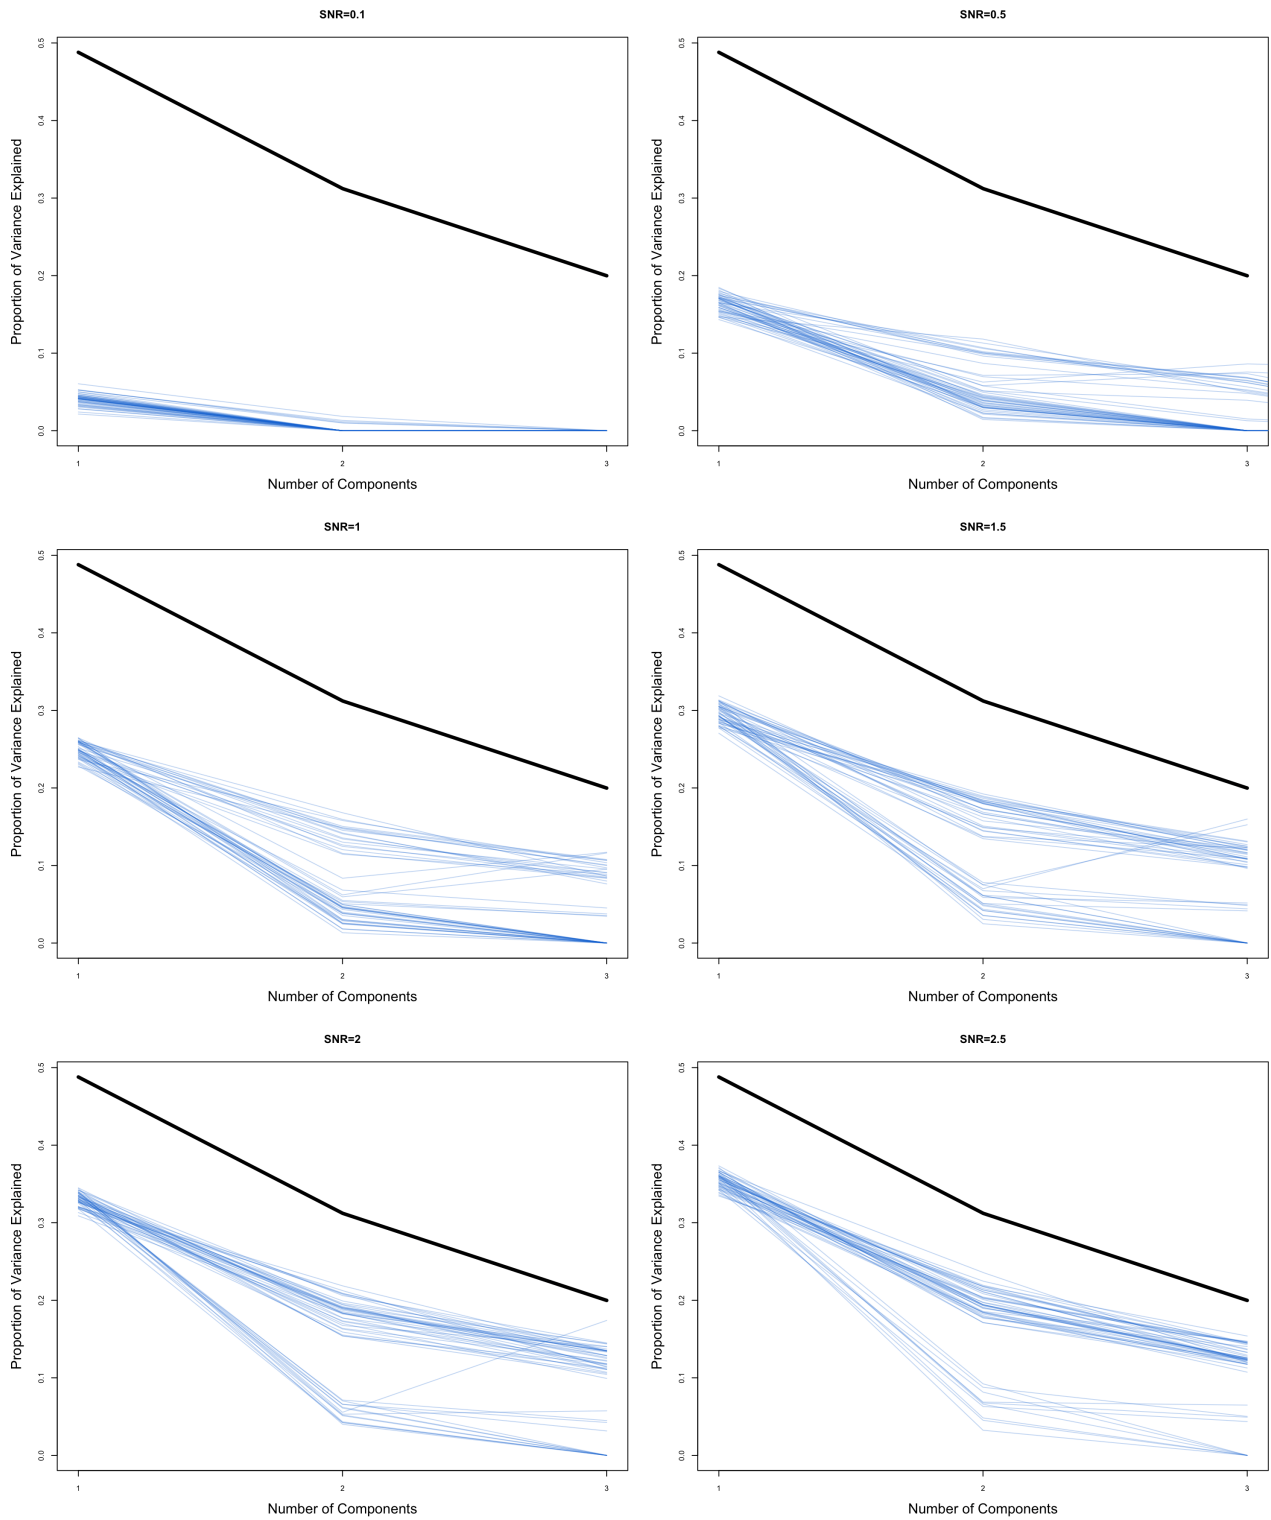 SNR=0.1
Proportion of Variance Explained
0.5
0.4
0.3
0.2
0.1
0.0
1 2 3
Number of Components
SNR=0.5
Proportion of Variance Explained
0.5
0.4
0.3
0.2
0.1
0.0
1 2 3
Number of Components
SNR=1
Proportion of Variance Explained
0.5
0.4
0.3
0.2
0.1
0.0
1 2 3
Number of Components
SNR=1.5
Proportion of Variance Explained
0.5
0.4
0.3
0.2
0.1
0.0
1 2 3
Number of Components
SNR=2
Proportion of Variance Explained
0.5
0.4
0.3
0.2
0.1
0.0
1 2 3
Number of Components
SNR=2.5
Proportion of Variance Explained
0.5
0.4
0.3
0.2
0.1
0.0
1 2 3
Number of Components